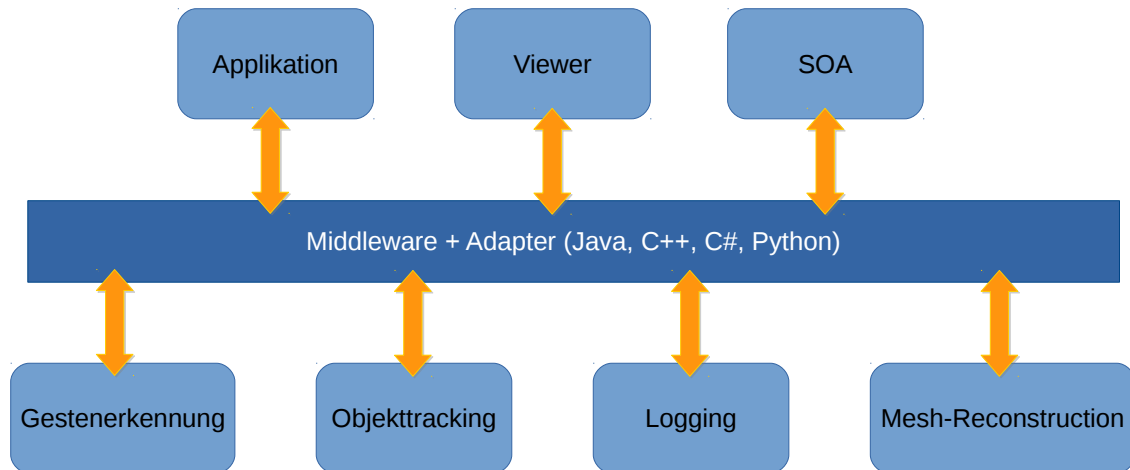 Applikation
Viewer
SOA
Middleware + Adapter (Java, C++, C#, Python)
Gestenerkennung
Objekttracking
Logging
Mesh-Reconstruction